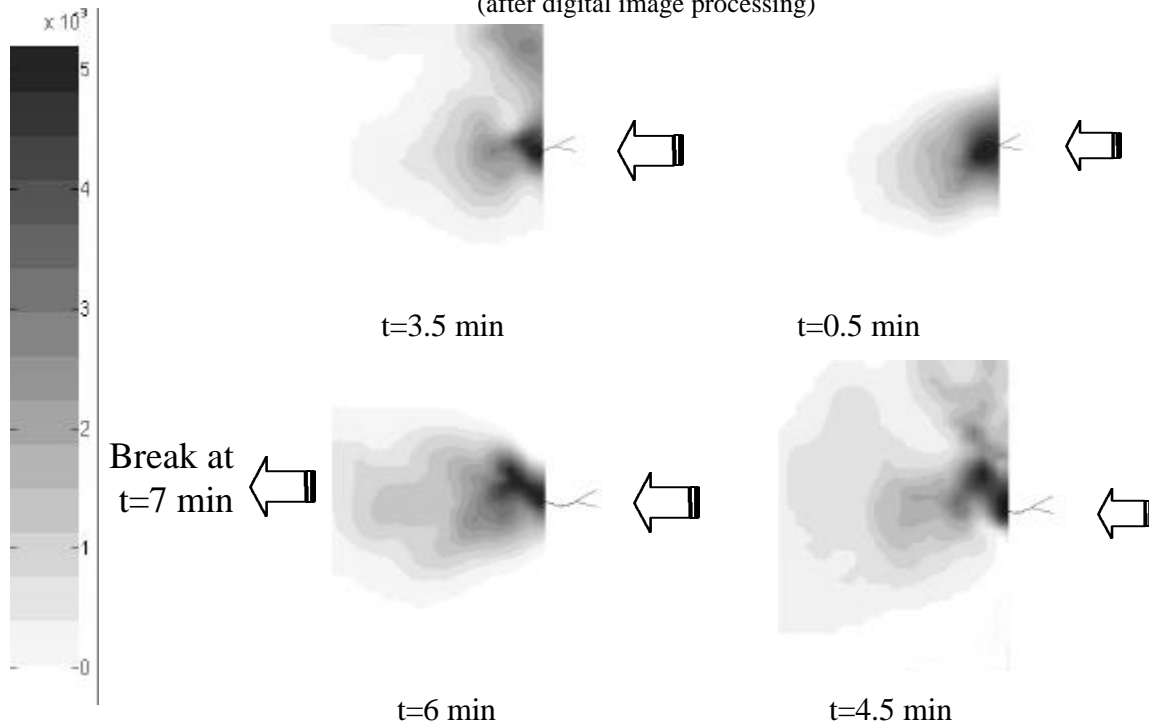 (after digital image processing)
x 10³
5
4
3
2
1
0
t=3.5 min
t=0.5 min
Break at
t=7 min
t=6 min
t=4.5 min